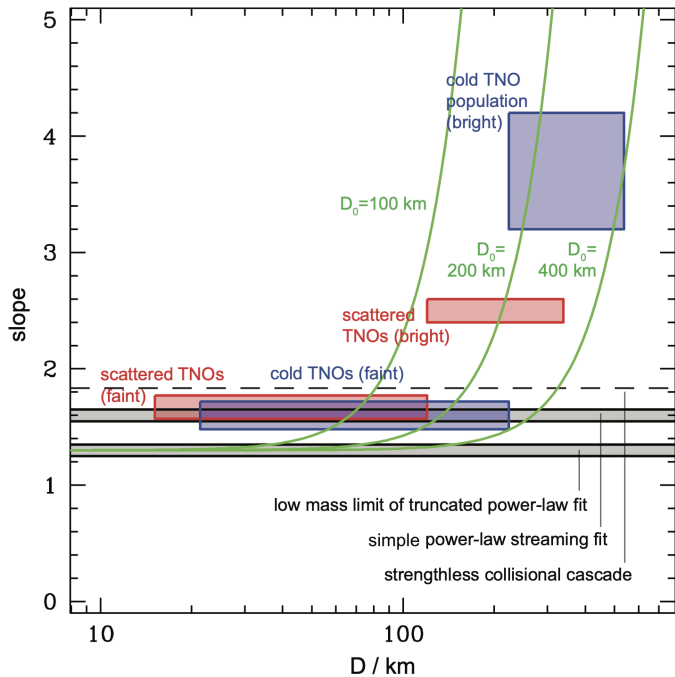 5
cold TNO
population
(bright)
4
D₀=100 km
3
D₀=
200 km
D₀=
400 km
slope
scattered
TNOs (bright)
2
scattered TNOs
(faint)
cold TNOs (faint)
1
low mass limit of truncated power-law fit
simple power-law streaming fit
strengthless collisional cascade
0
10
100
D / km